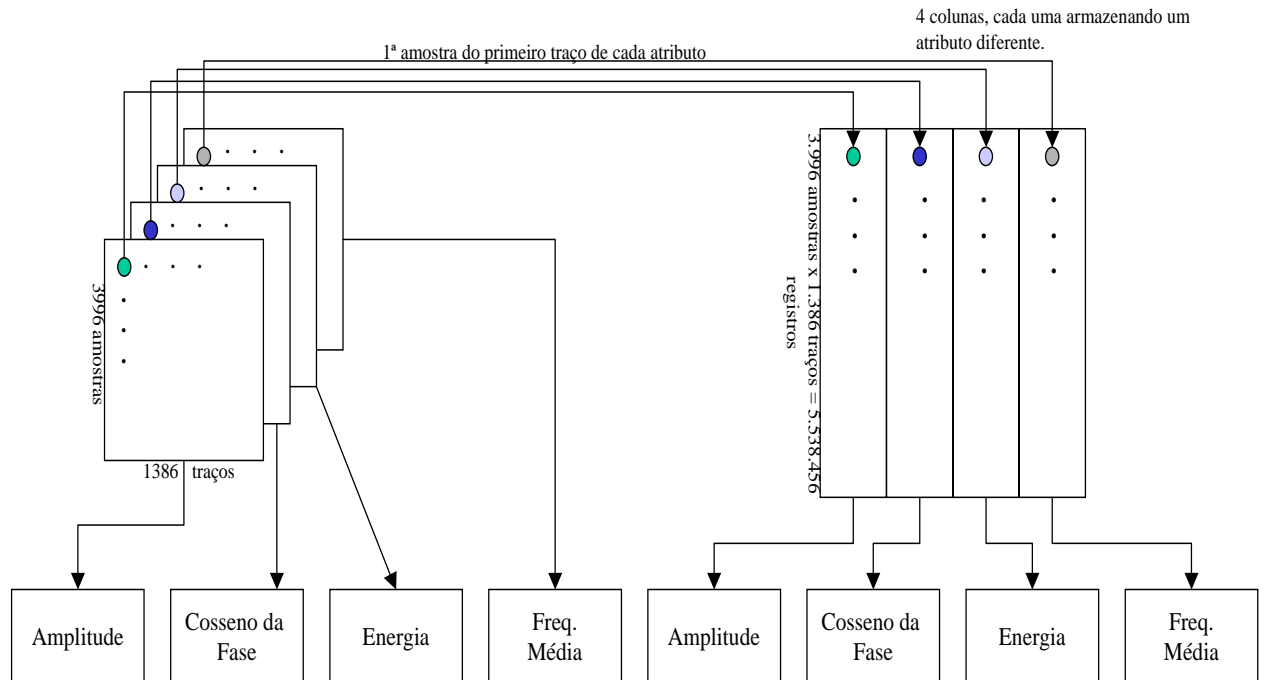 4 colunas, cada uma armazenando um
atributo diferente.
1ª amostra do primeiro traço de cada atributo
3996 amostras
1386 traços
3.996 amostras x 1.386 traços = 5.538.456
registros
Amplitude
Cosseno da
Fase
Energia
Freq.
Média
Amplitude
Cosseno da
Fase
Energia
Freq.
Média